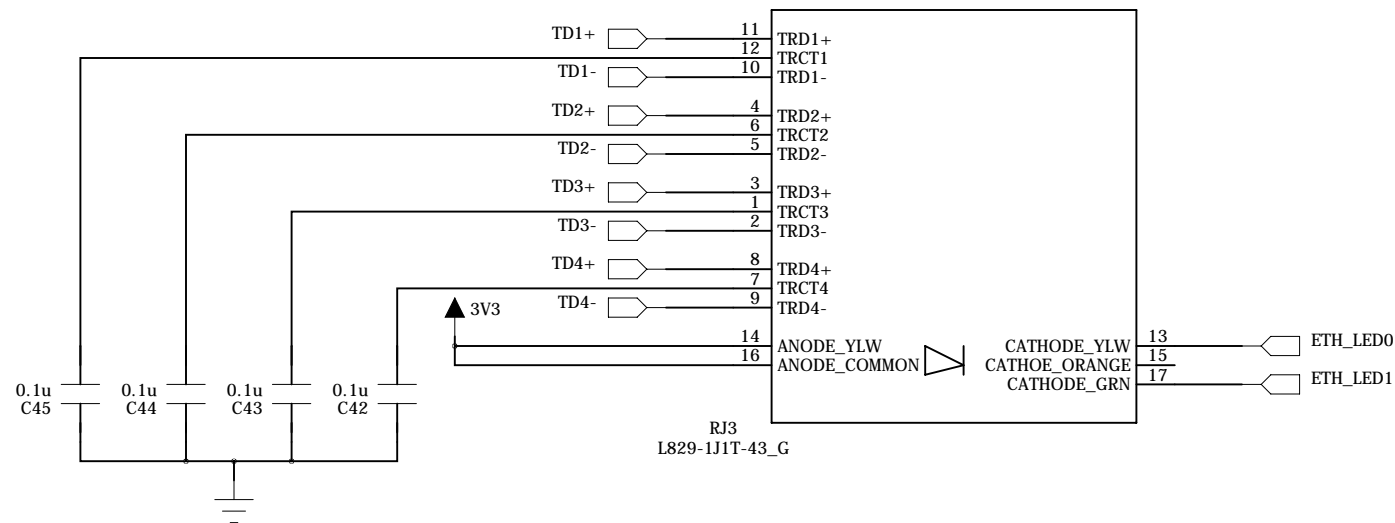 TD1+ 11 TRD1+
12 TRCT1
TD1- 10 TRD1-
TD2+ 4 TRD2+
6 TRCT2
TD2- 5 TRD2-
TD3+ 3 TRD3+
1 TRCT3
TD3- 2 TRD3-
TD4+ 8 TRD4+
7 TRCT4
TD4- 9 TRD4-
3V3
14 ANODE_YLW CATHODE_YLW 13 ETH_LED0
16 ANODE_COMMON CATHOE_ORANGE 15
CATHODE_GRN 17 ETH_LED1
0.1u 0.1u 0.1u 0.1u
C45 C44 C43 C42
RJ3
L829-1J1T-43_G